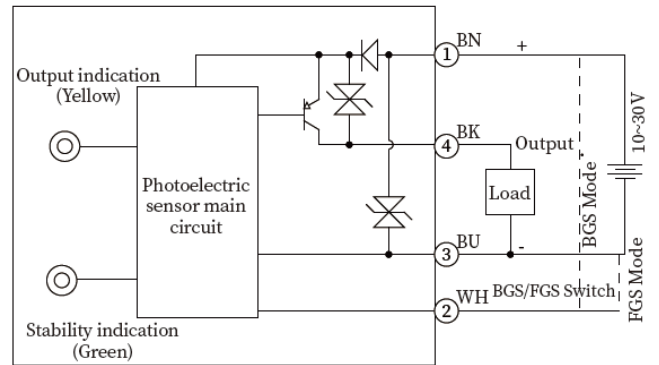 Output indication
(Yellow)
Photoelectric
sensor main
circuit
Stability indication
(Green)
1
BN
+
4
BK
Output
Load
3
BU
-
2
WH
BGS/FGS Switch
BGS Mode
10~30V
FGS Mode